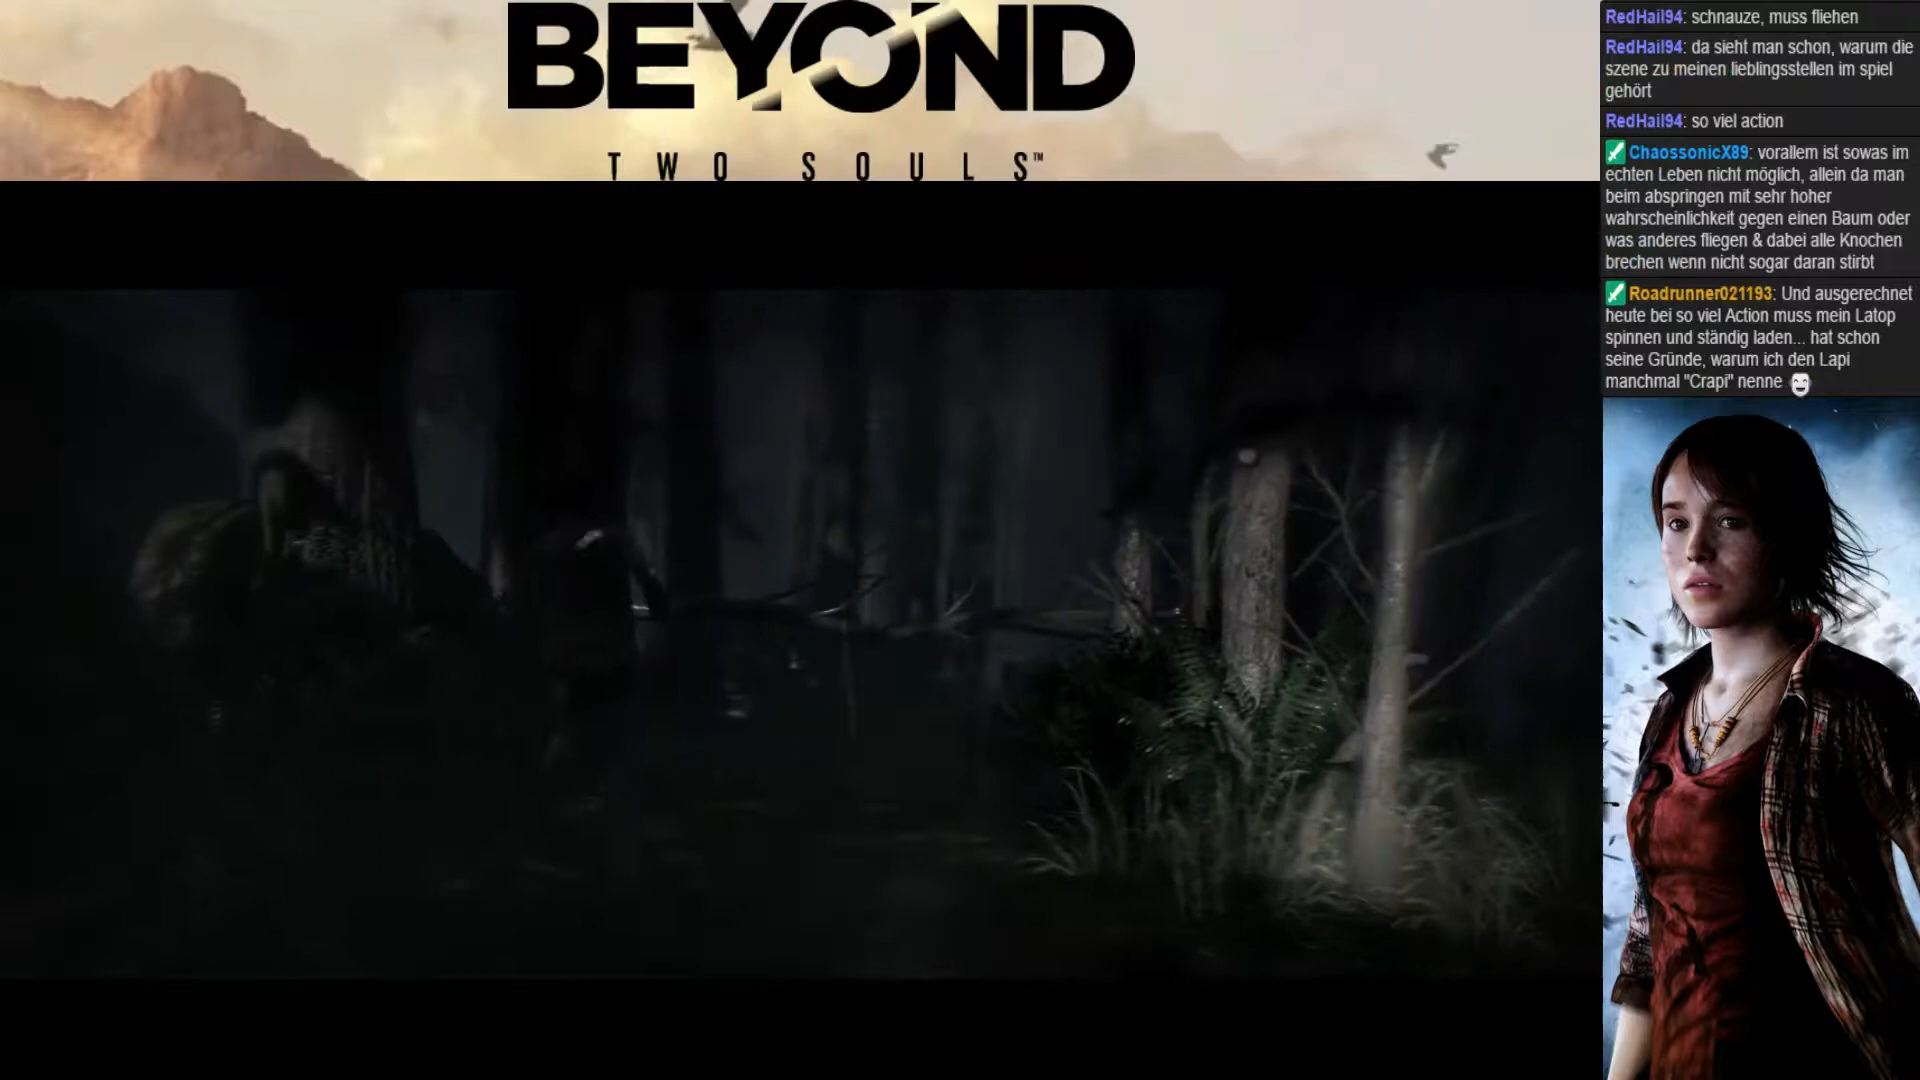 BEYOND
TWO SOULS™
RedHail94: schnauze, muss fliehen
RedHail94: da sieht man schon, warum die
szene zu meinen lieblingsstellen im spiel
gehört
RedHail94: so viel action
ChaossonicX89: vorallem ist sowas im
echten Leben nicht möglich, allein da man
beim abspringen mit sehr hoher
wahrscheinlichkeit gegen einen Baum oder
was anderes fliegen & dabei alle Knochen
brechen wenn nicht sogar daran stirbt
Roadrunner021193: Und ausgerechnet
heute bei so viel Action muss mein Latop
spinnen und ständig laden... hat schon
seine Gründe, warum ich den Lapi
manchmal "Crapi" nenne